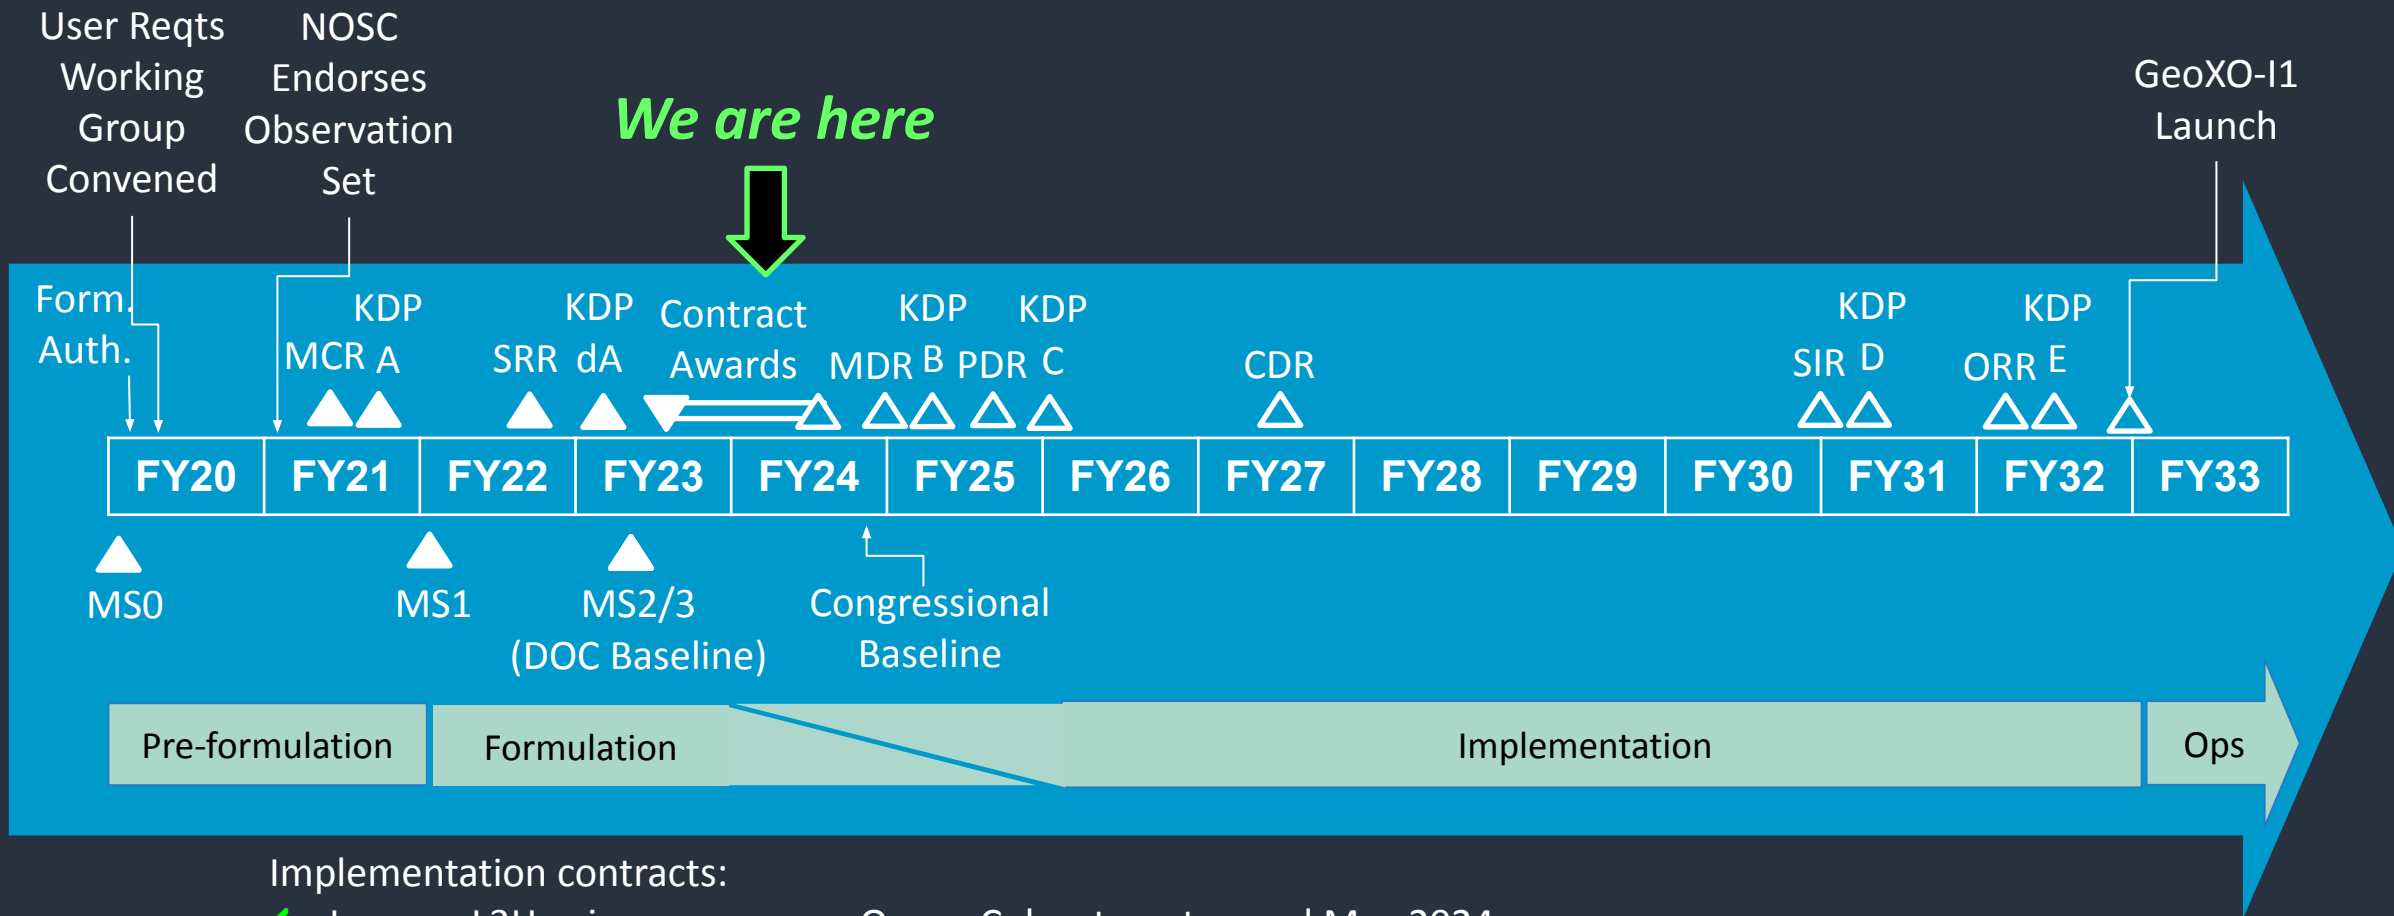 User Reqts
Working
Group
Convened
NOSC
Endorses
Observation
Set
We are here
GeoXO-I1
Launch
Form.
Auth.
MCR
KDP
A
SRR
KDP
dA
Contract
Awards
MDR
KDP
B
PDR
KDP
C
CDR
SIR
KDP
D
ORR
KDP
E
FY20 FY21 FY22 FY23 FY24 FY25 FY26 FY27 FY28 FY29 FY30 FY31 FY32 FY33
MS0
MS1
MS2/3
(DOC Baseline)
Congressional
Baseline
Pre-formulation
Formulation
Implementation
Ops
Implementation contracts: